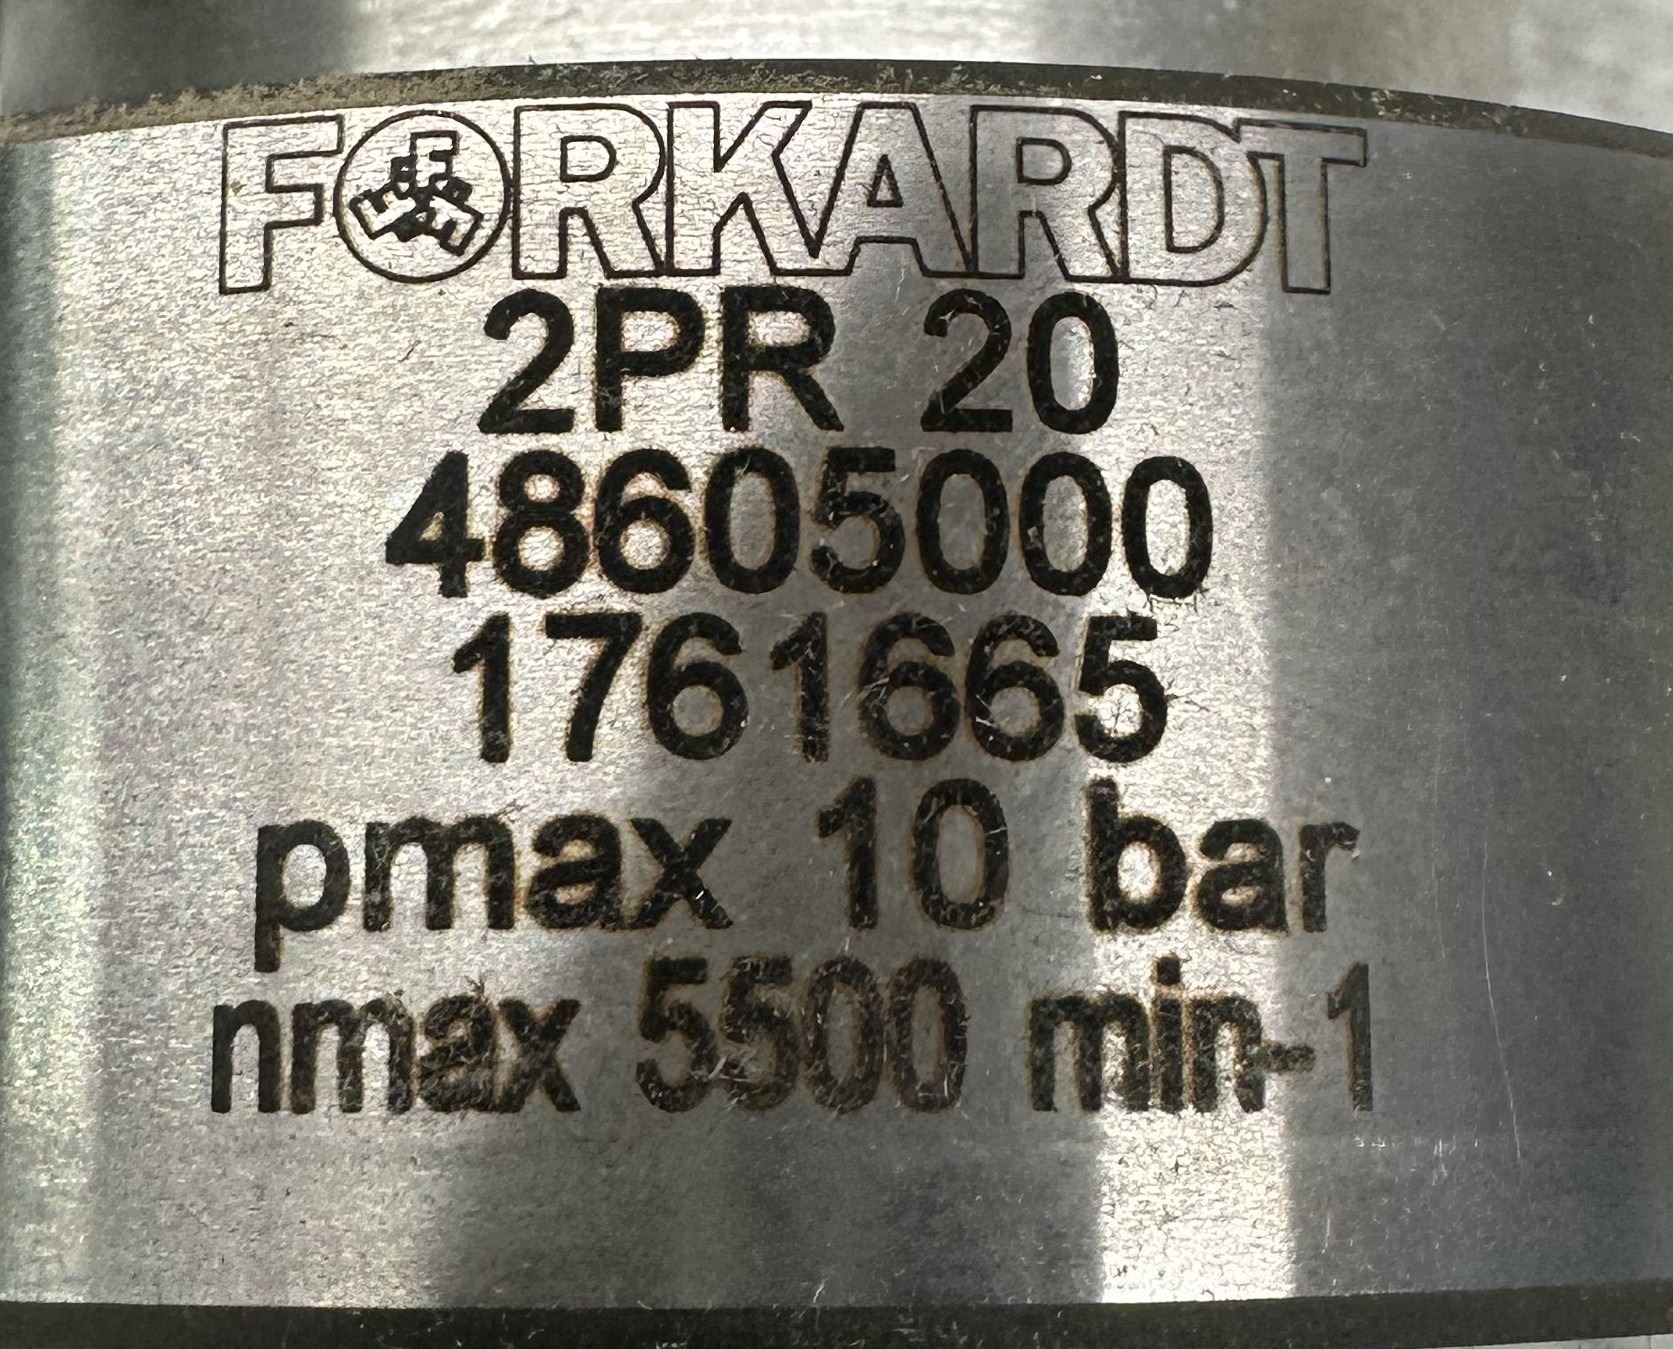 FORKARDT
2PR 20
48605000
1761665
pmax 10 bar
nmax 5500 min-1